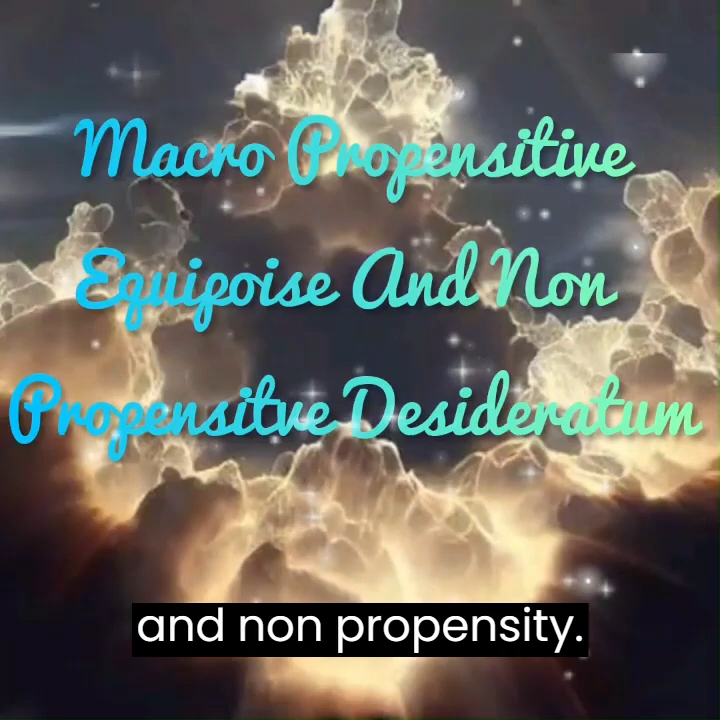 Macro Propensitive
Equipoise And Non
Propensitve Desideratum
and non propensity.